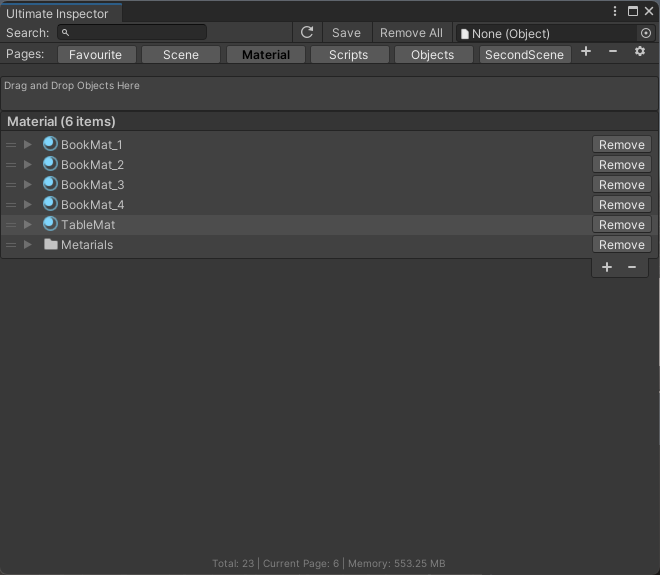 Ultimate Inspector
Search: Save Remove All None (Object)
Pages: Favourite Scene Material Scripts Objects SecondScene + −
Drag and Drop Objects Here
Material (6 items)
BookMat_1 Remove
BookMat_2 Remove
BookMat_3 Remove
BookMat_4 Remove
TableMat Remove
Metarials Remove
+ −
Total: 23 | Current Page: 6 | Memory: 553.25 MB